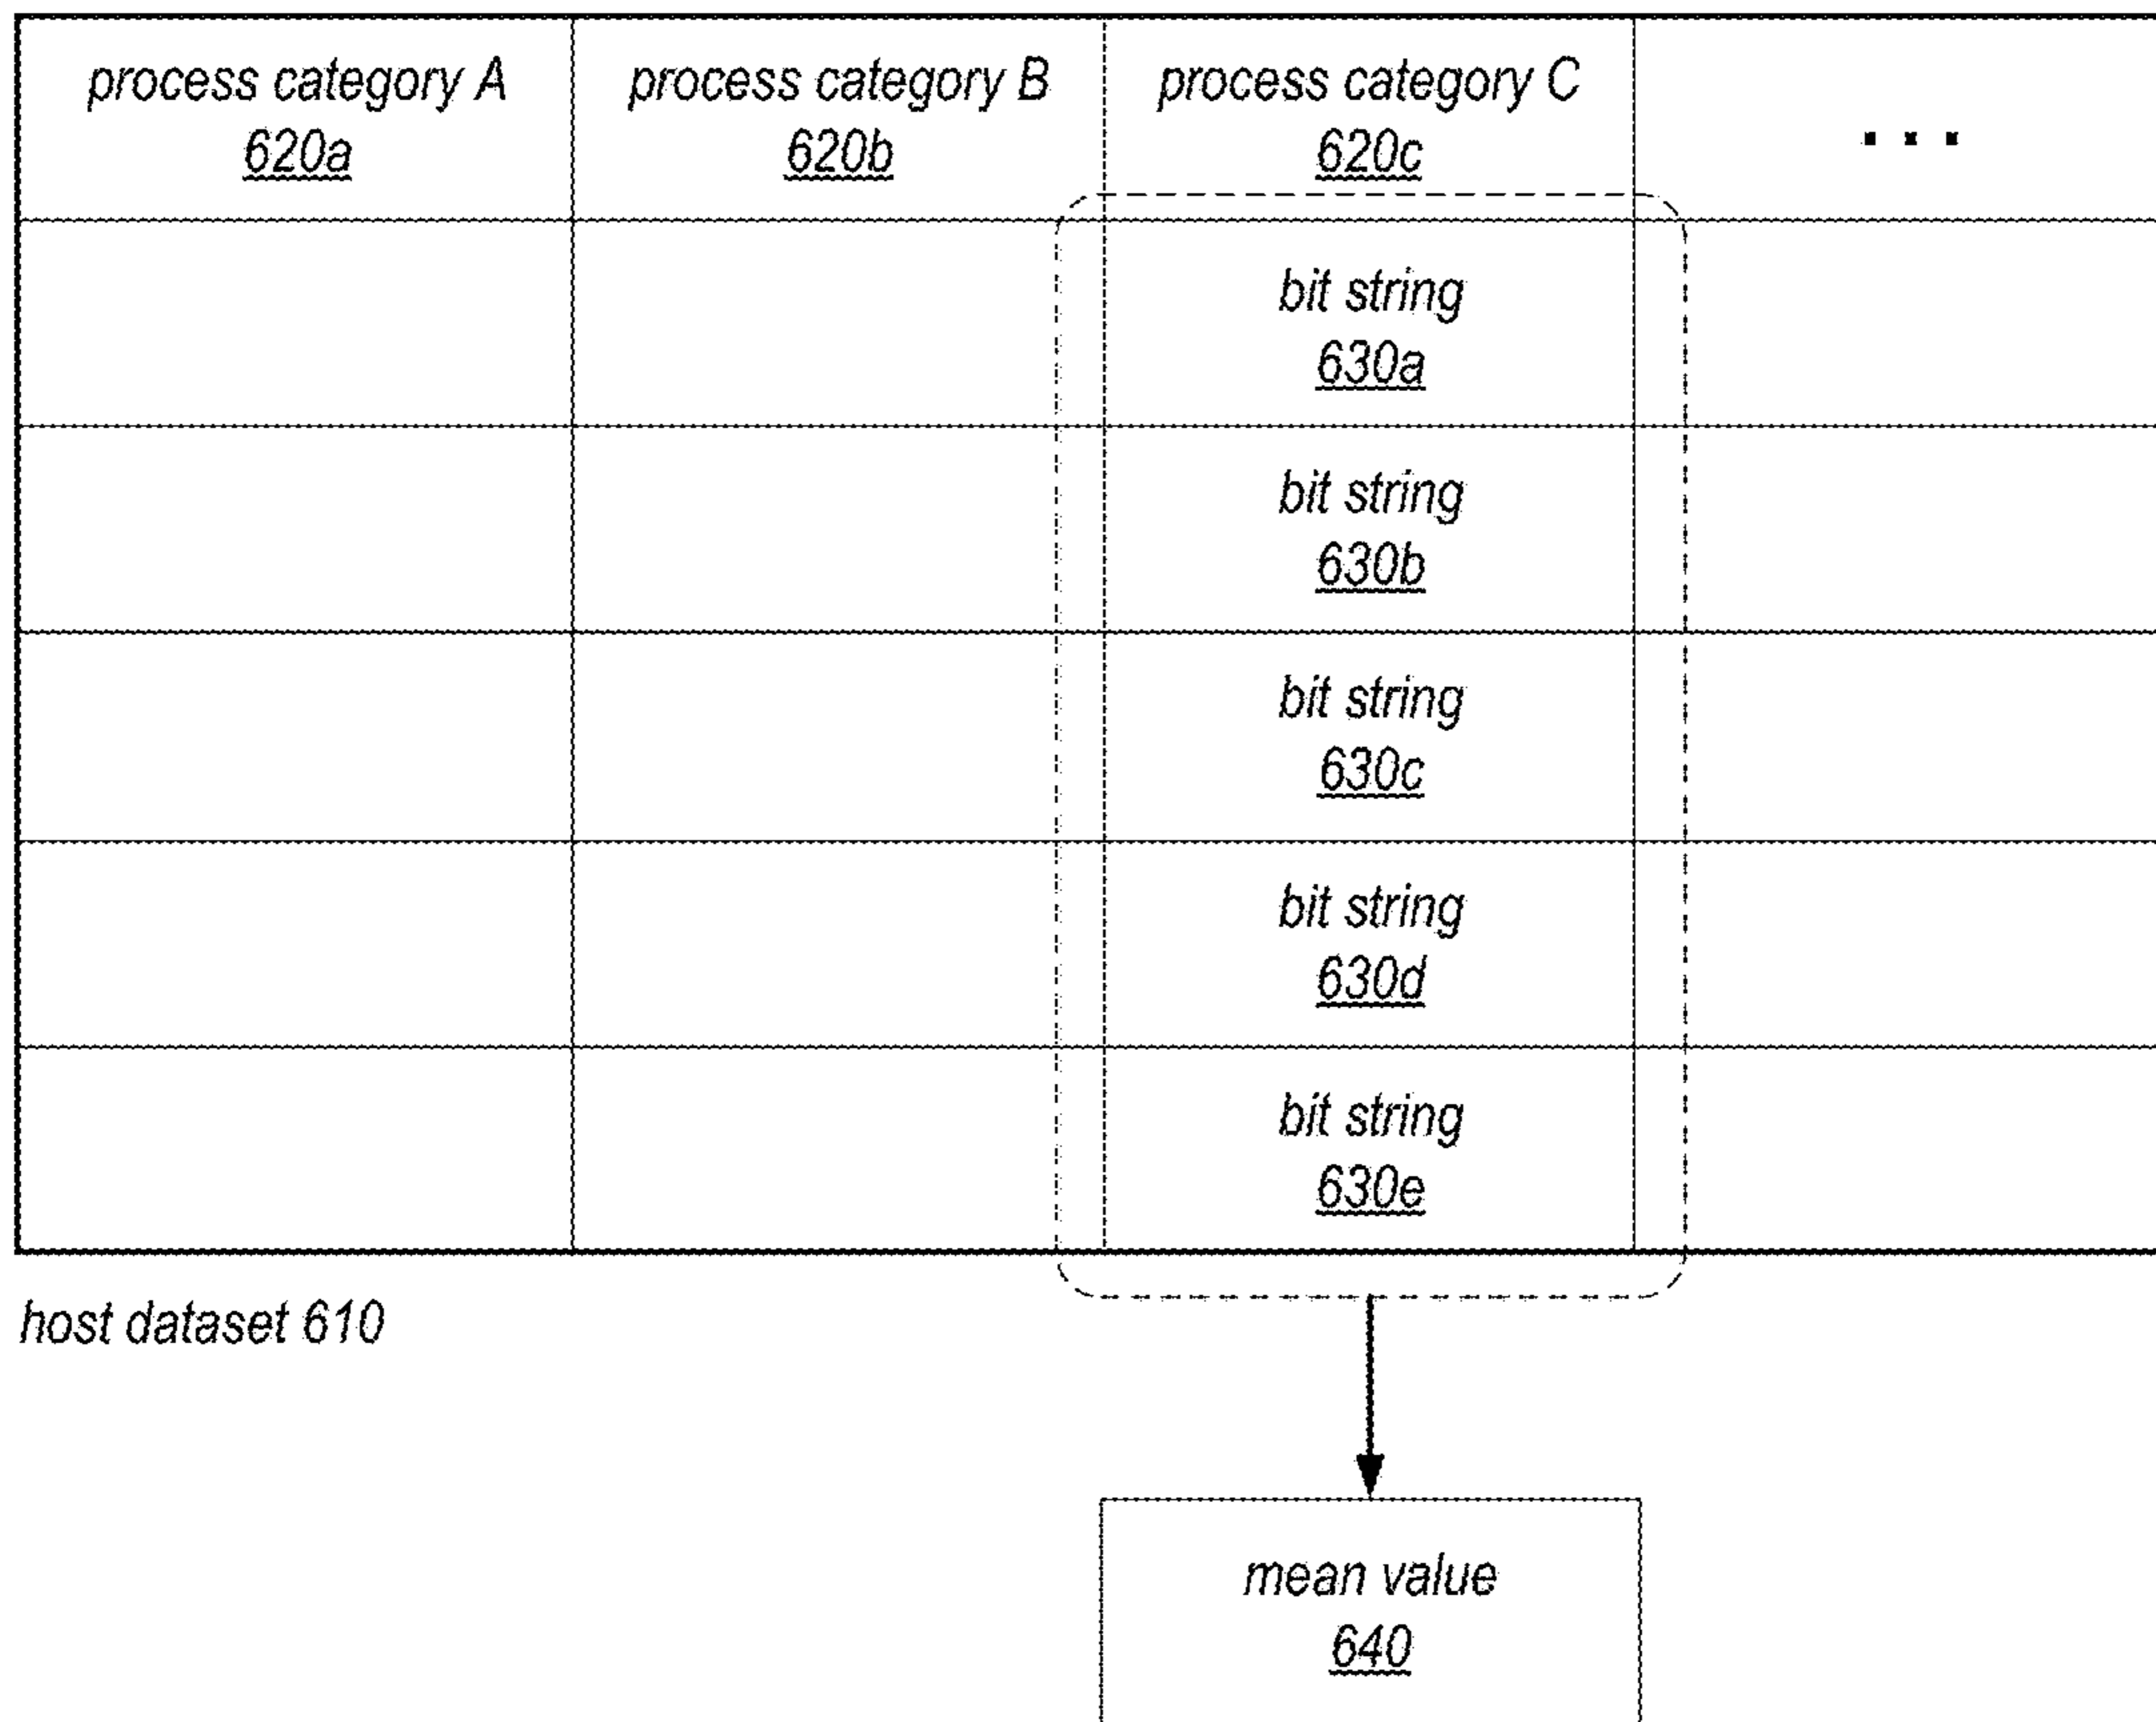 process category A
620a
process category B
620b
process category C
620c
...
bit string
630a
bit string
630b
bit string
630c
bit string
630d
bit string
630e
host dataset 610
mean value
640